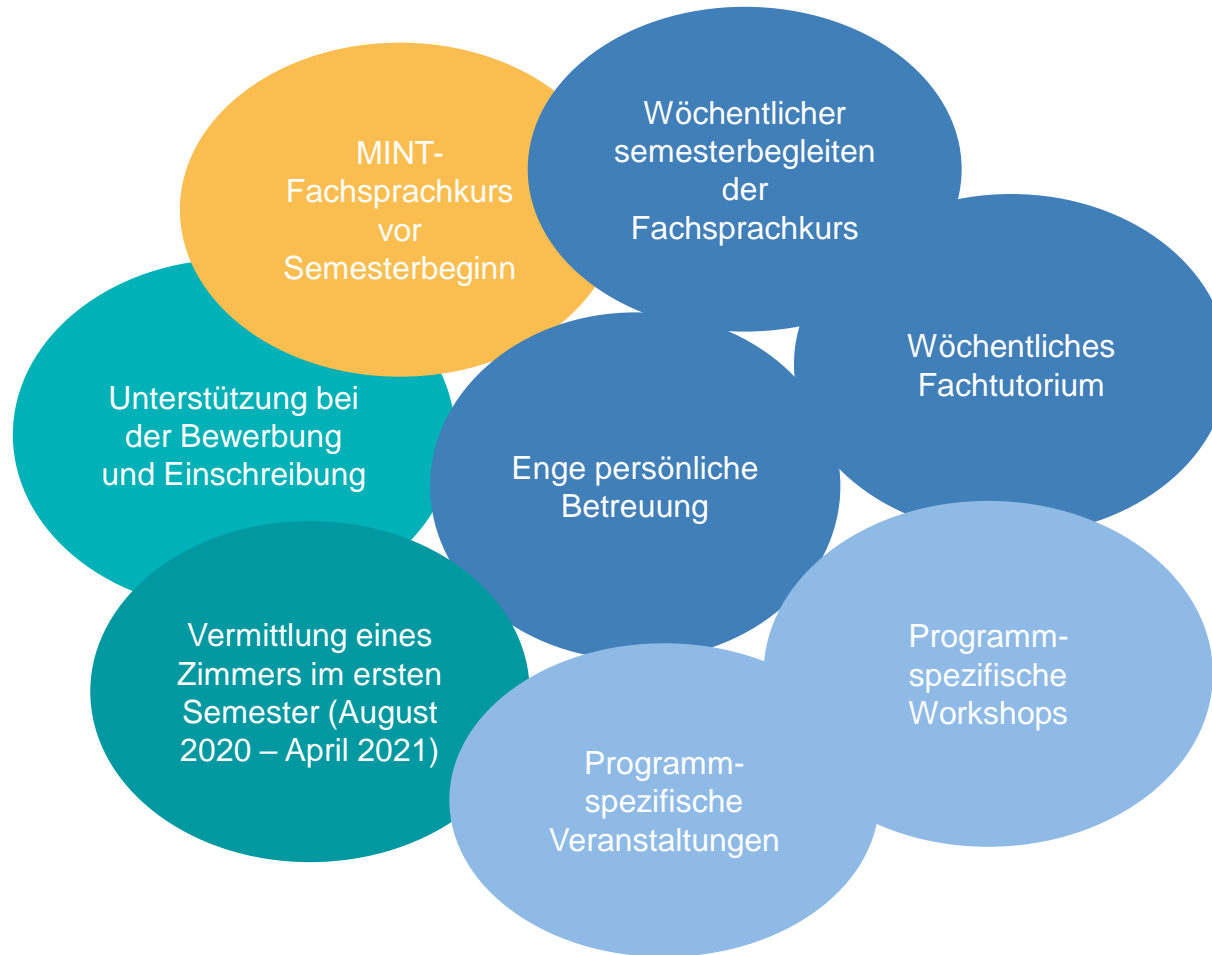 MINT-
Fachsprachkurs
vor
Semesterbeginn
Wöchentlicher
semesterbegleiten
der
Fachsprachkurs
Wöchentliches
Fachtutorium
Unterstützung bei
der Bewerbung
und Einschreibung
Enge persönliche
Betreuung
Vermittlung eines
Zimmers im ersten
Semester (August
2020 – April 2021)
Programm-
spezifische
Workshops
Programm-
spezifische
Veranstaltungen